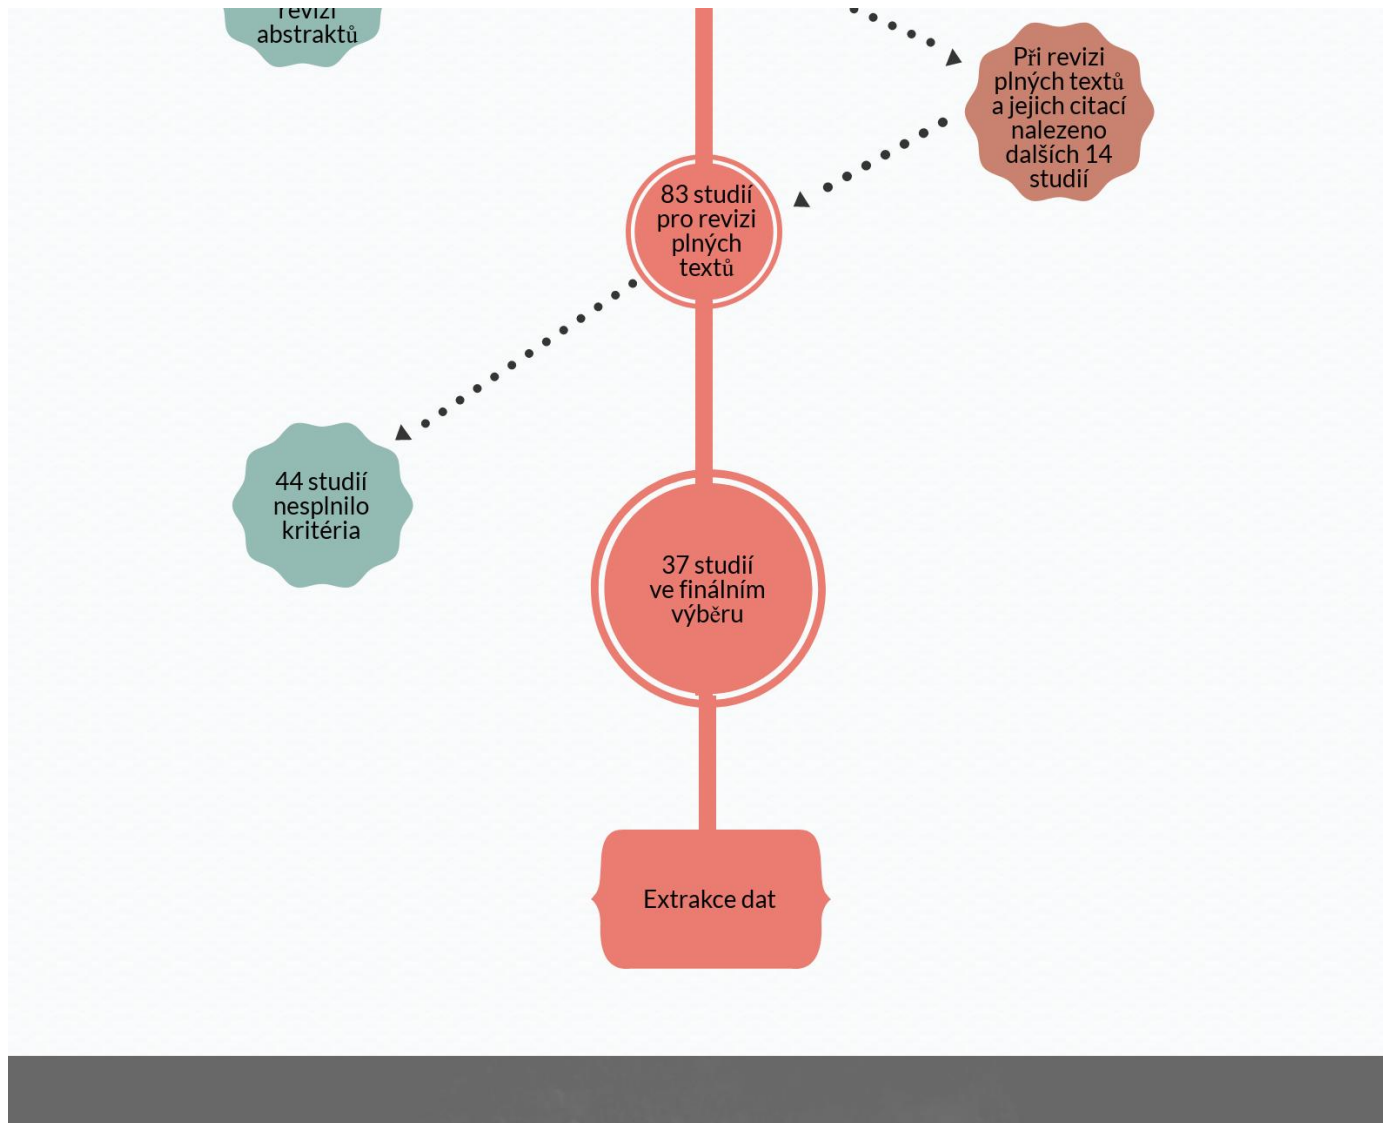 revizi
abstraktů
Při revizi
plných textů
a jejich citací
nalezeno
dalších 14
studií
83 studií
pro revizi
plných
textů
44 studií
nesplnilo
kritéria
37 studií
ve finálním
výběru
Extrakce dat